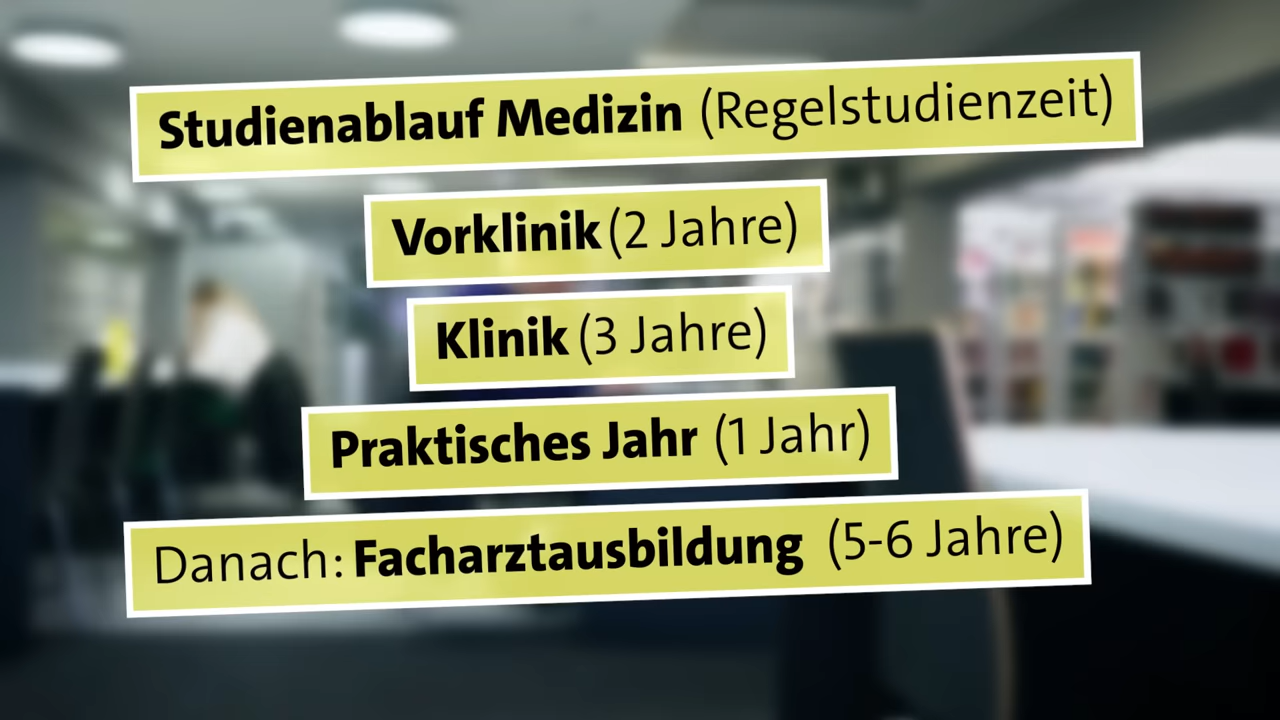 Studienablauf Medizin (Regelstudienzeit)
Vorklinik (2 Jahre)
Klinik (3 Jahre)
Praktisches Jahr (1 Jahr)
Danach: Facharztausbildung (5-6 Jahre)